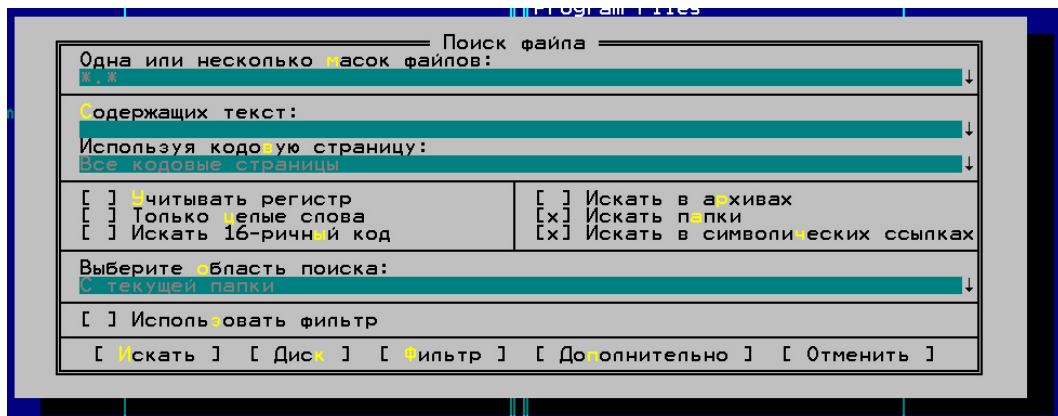 Program Files
Поиск файла
Одна или несколько масок файлов:
*.*
Содержащих текст:
Используя кодовую страницу:
Все кодовые страницы
[ ] Учитывать регистр
[ ] Только целые слова
[ ] Искать 16-ричный код
[ ] Искать в архивах
[x] Искать папки
[x] Искать в символических ссылках
Выберите область поиска:
С текущей папки
[ ] Использовать фильтр
[ Искать ] [ Диск ] [ Фильтр ] [ Дополнительно ] [ Отменить ]